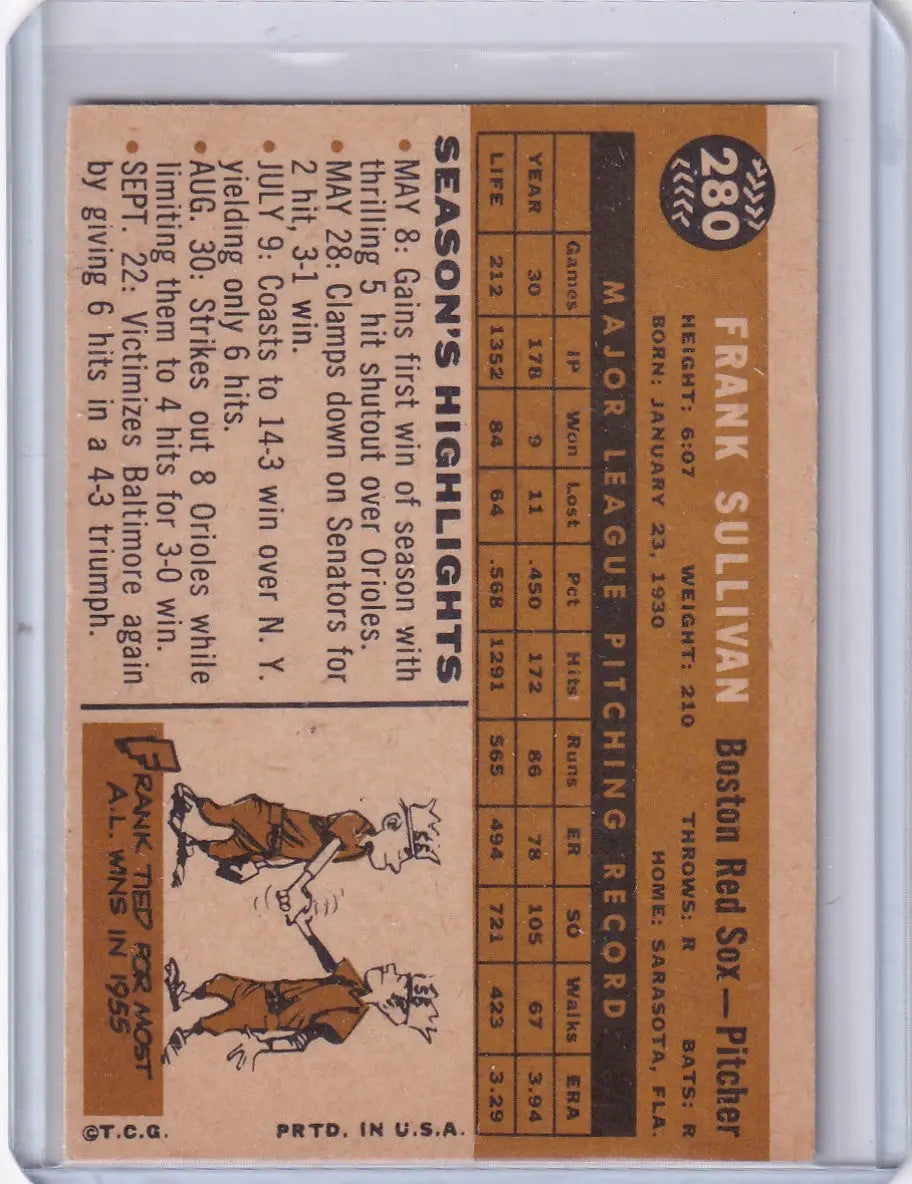 280
FRANK SULLIVAN Boston Red Sox—Pitcher
HEIGHT: 6:07 WEIGHT: 210 THROWS: R BATS: R
BORN: JANUARY 23, 1930 HOME: SARASOTA, FLA.
MAJOR LEAGUE PITCHING RECORD
Games IP Won Lost Pct Hits Runs ER SO Walks ERA
YEAR 30 178 9 11 .450 172 86 78 105 67 3.94
LIFE 212 1352 84 64 .568 1291 565 494 721 423 3.29
SEASON'S HIGHLIGHTS
• MAY 8: Gains first win of season with
thrilling 5 hit shutout over Orioles.
• MAY 28: Clamps down on Senators for
2 hit, 3-1 win.
• JULY 9: Coasts to 14-3 win over N. Y.
yielding only 6 hits.
• AUG. 30: Strikes out 8 Orioles while
limiting them to 4 hits for 3-0 win.
• SEPT. 22: Victimizes Baltimore again
by giving 6 hits in a 4-3 triumph.
FRANK TIED FOR MOST
A.L. WINS IN 1955
©T.C.G. PRTD. IN U.S.A.